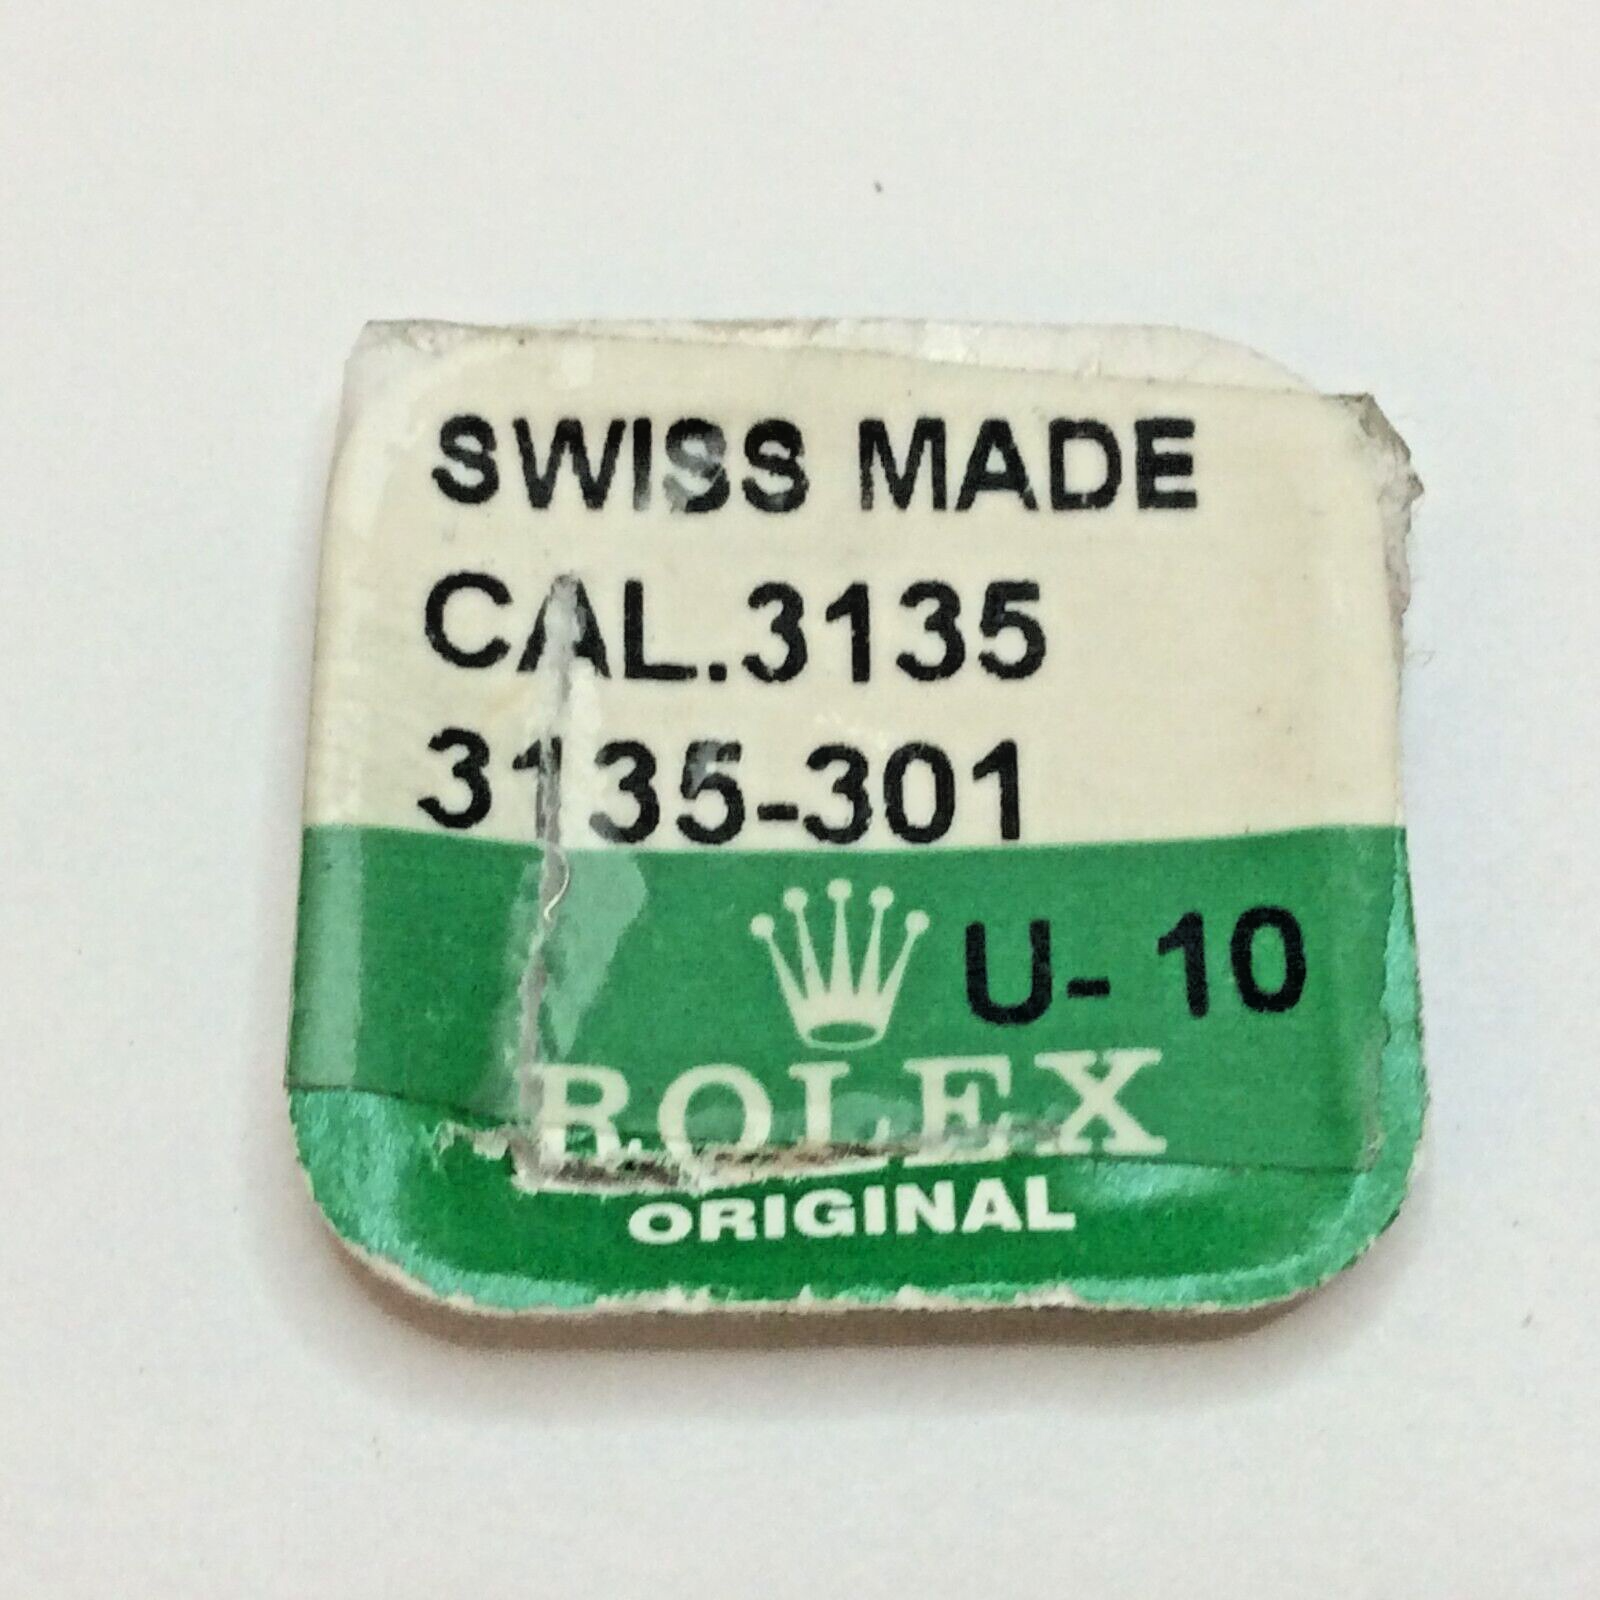 SWISS MADE
CAL.3135
3135-301
U- 10
ROLEX
ORIGINAL